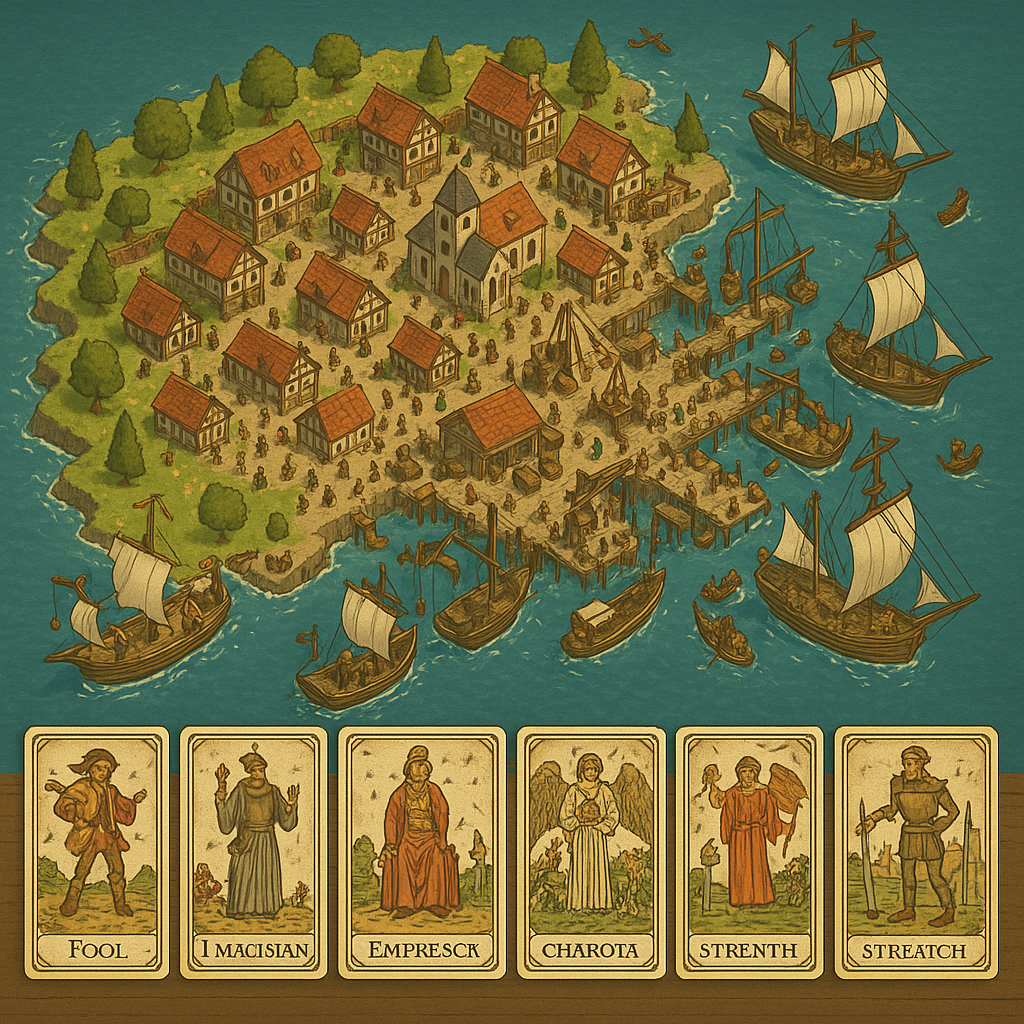 FOOL
I MACISIAN
EMPRESCK
CHAROTA
STRENTH
STREATCH